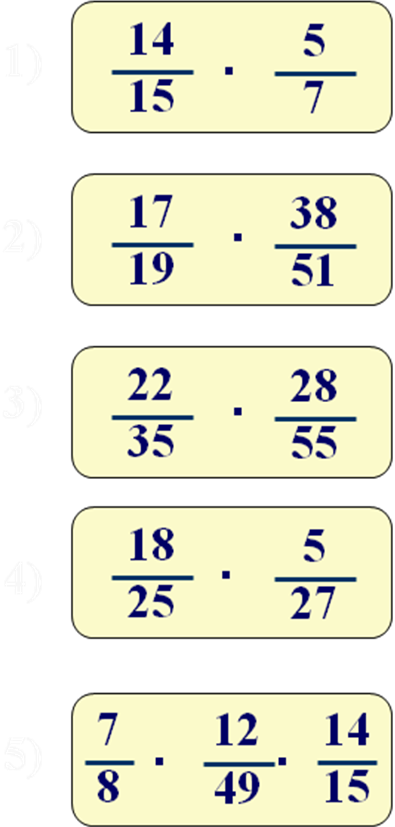 1) 14/15 · 5/7
2) 17/19 · 38/51
3) 22/35 · 28/55
4) 18/25 · 5/27
5) 7/8 · 12/49 · 14/15